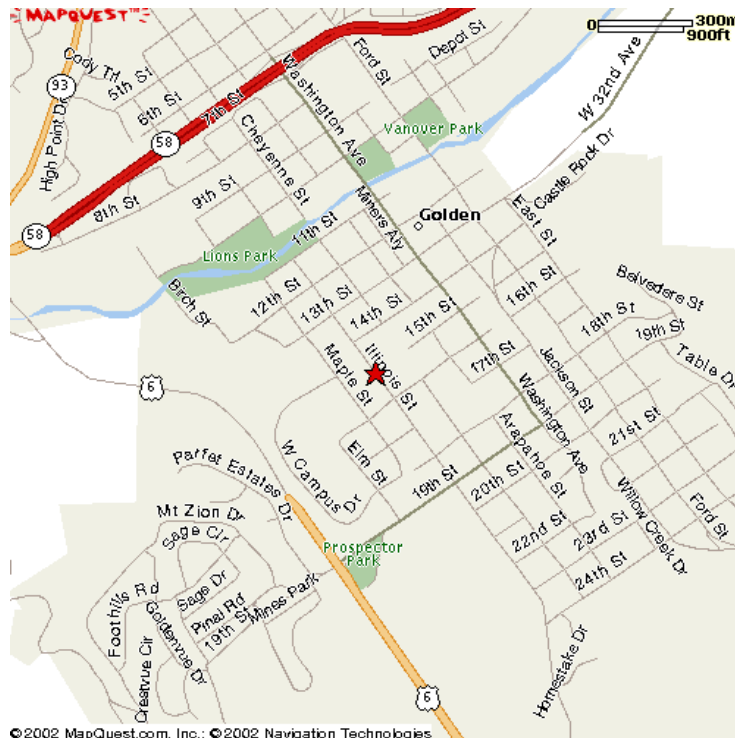 MAPQUEST™
0 300m
900ft
Cody Trl
5th St
6th St
7th St
Washington Ave
Ford St
Depot St
W 32nd Ave
93
High Point Dr
58
Cheyenne St
Vanover Park
8th St
9th St
11th St
Miners Aly
Golden
Castle Rock Dr
East St
58
Lions Park
Birch St
12th St
13th St
14th St
15th St
16th St
Belvedere St
18th St
19th St
Table Dr
6
Maple St
Illinois St
17th St
Jackson St
Washington Ave
Parfet Estates Dr
W Campus Dr
Elm St
19th St
Arapahoe St
20th St
21st St
Mt Zion Dr
Sage Cir
Prospector
Park
22nd St
23rd St
24th St
Willow Creek Dr
Ford St
Foothills Rd
Sage Dr
Pinal Rd
19th St
Mines Park
Goldenvue Dr
Crestvue Cir
6
Homestake Dr
©2002 MapQuest.com, Inc.; ©2002 Navigation Technologies